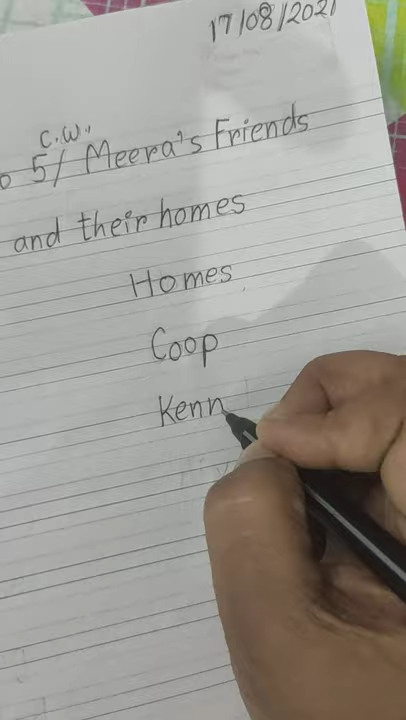 17/08/2021
C.W.
o 5/ Meera's Friends
and their homes
Homes
Coop
Kenn